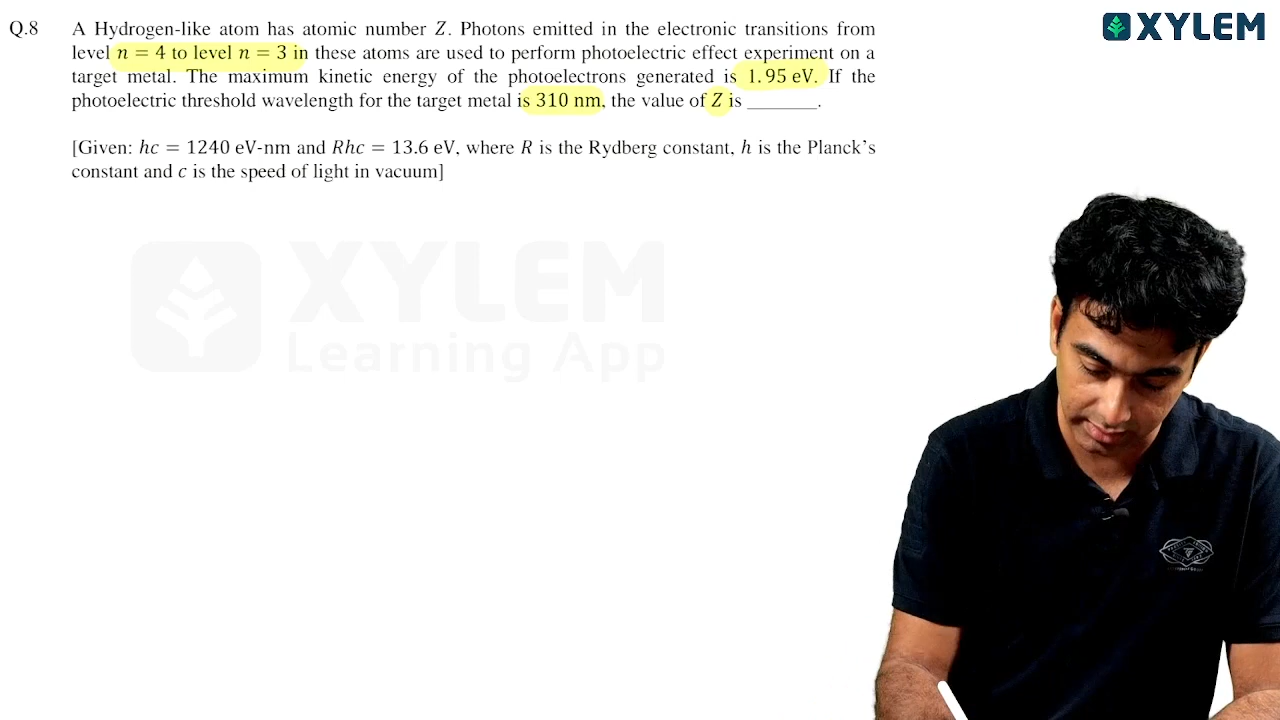 XYLEM
Q.8 A Hydrogen-like atom has atomic number Z. Photons emitted in the electronic transitions from
level n = 4 to level n = 3 in these atoms are used to perform photoelectric effect experiment on a
target metal. The maximum kinetic energy of the photoelectrons generated is 1.95 eV. If the
photoelectric threshold wavelength for the target metal is 310 nm, the value of Z is _______.
[Given: hc = 1240 eV-nm and Rhc = 13.6 eV, where R is the Rydberg constant, h is the Planck’s
constant and c is the speed of light in vacuum]
XYLEM
Learning App